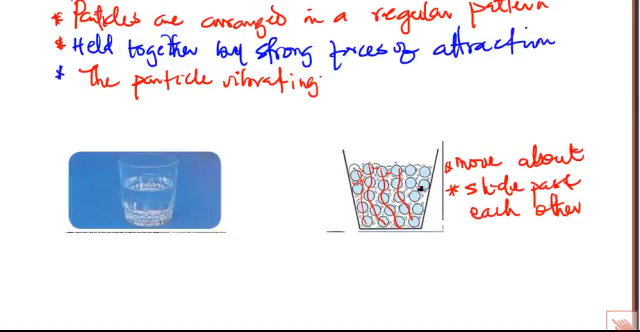 * Particles are arranged in a regular pattern
* Held together by strong forces of attraction
* The particle vibrating.
* move about
* slide past
each other